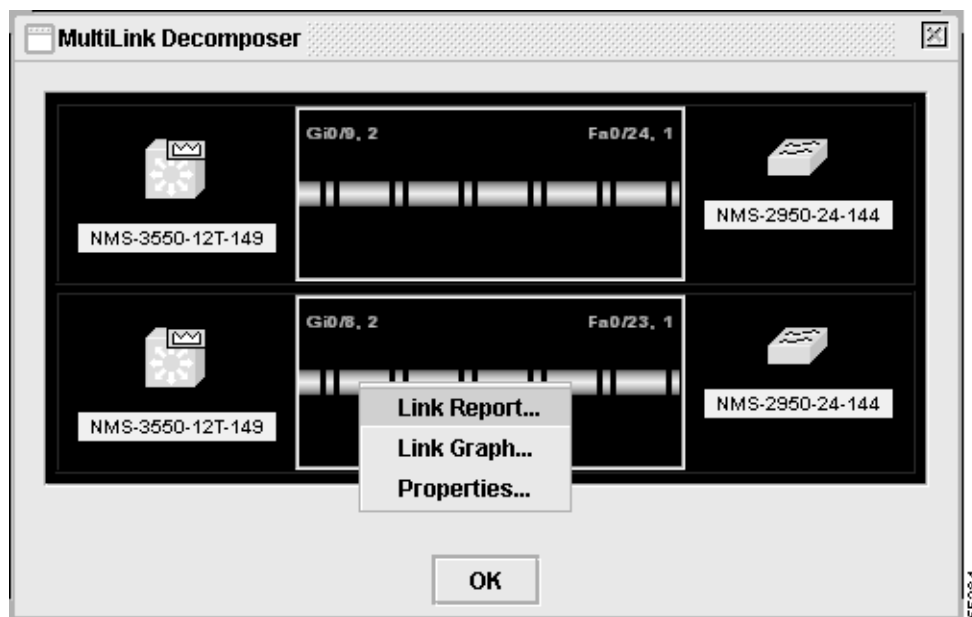 MultiLink Decomposer
Gi0/9, 2
Fa0/24, 1
NMS-3550-12T-149
NMS-2950-24-144
Gi0/8, 2
Fa0/23, 1
NMS-3550-12T-149
NMS-2950-24-144
Link Report...
Link Graph...
Properties...
OK